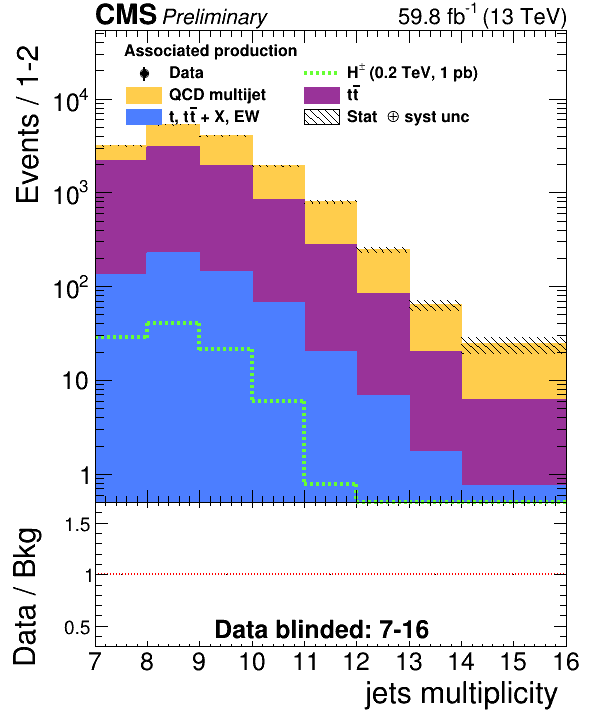 CMS Preliminary 59.8 fb⁻¹ (13 TeV)
Associated production
Data
H± (0.2 TeV, 1 pb)
QCD multijet
tt̄
t, tt̄ + X, EW
Stat ⊕ syst unc
Events / 1-2
10⁴
10³
10²
10
1
Data / Bkg
1.5
1
0.5
Data blinded: 7-16
7 8 9 10 11 12 13 14 15 16
jets multiplicity